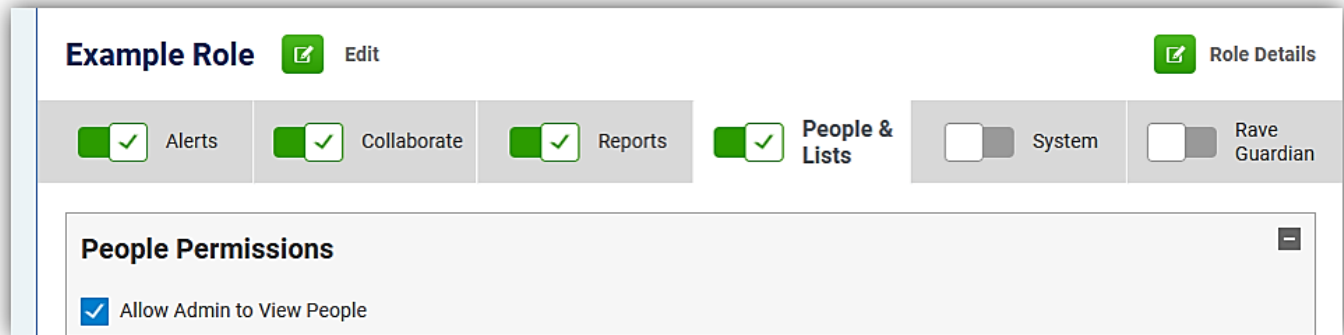 Example Role Edit Role Details
Alerts Collaborate Reports People & Lists System Rave Guardian
People Permissions
Allow Admin to View People